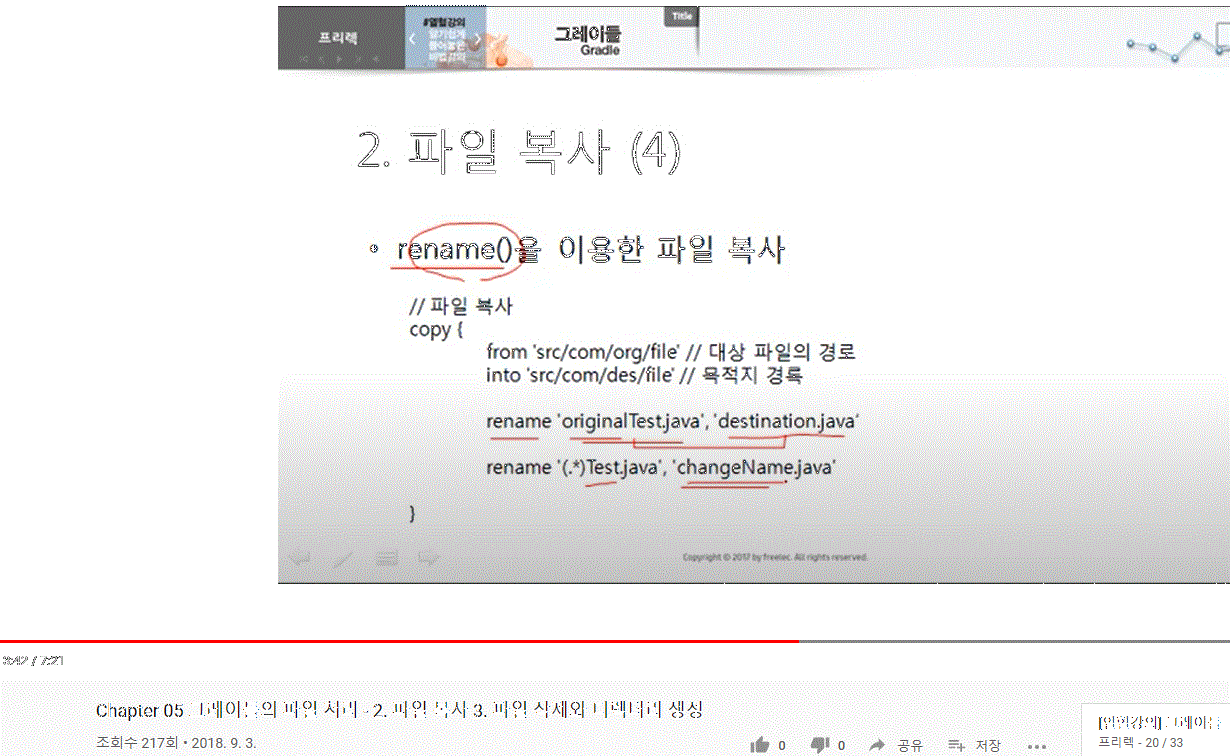 프리렉
#열혈강의
그레이들
Gradle
Title
2. 파일 복사 (4)
rename()을 이용한 파일 복사
// 파일 복사
copy {
from 'src/com/org/file' // 대상 파일의 경로
into 'src/com/des/file' // 목적지 경로
rename 'originalTest.java', 'destination.java'
rename '(.*)Test.java', 'changeName.java'
}
Copyright © 2017 by freelec. All rights reserved.
3:42 / 7:21
Chapter 05. 그레이들의 파일 처리 - 2. 파일 복사 3. 파일 삭제와 디렉터리 생성
조회수 217회 • 2018. 9. 3.
0
0
공유
저장
[열혈강의] 그레이들
프리렉 - 20 / 33